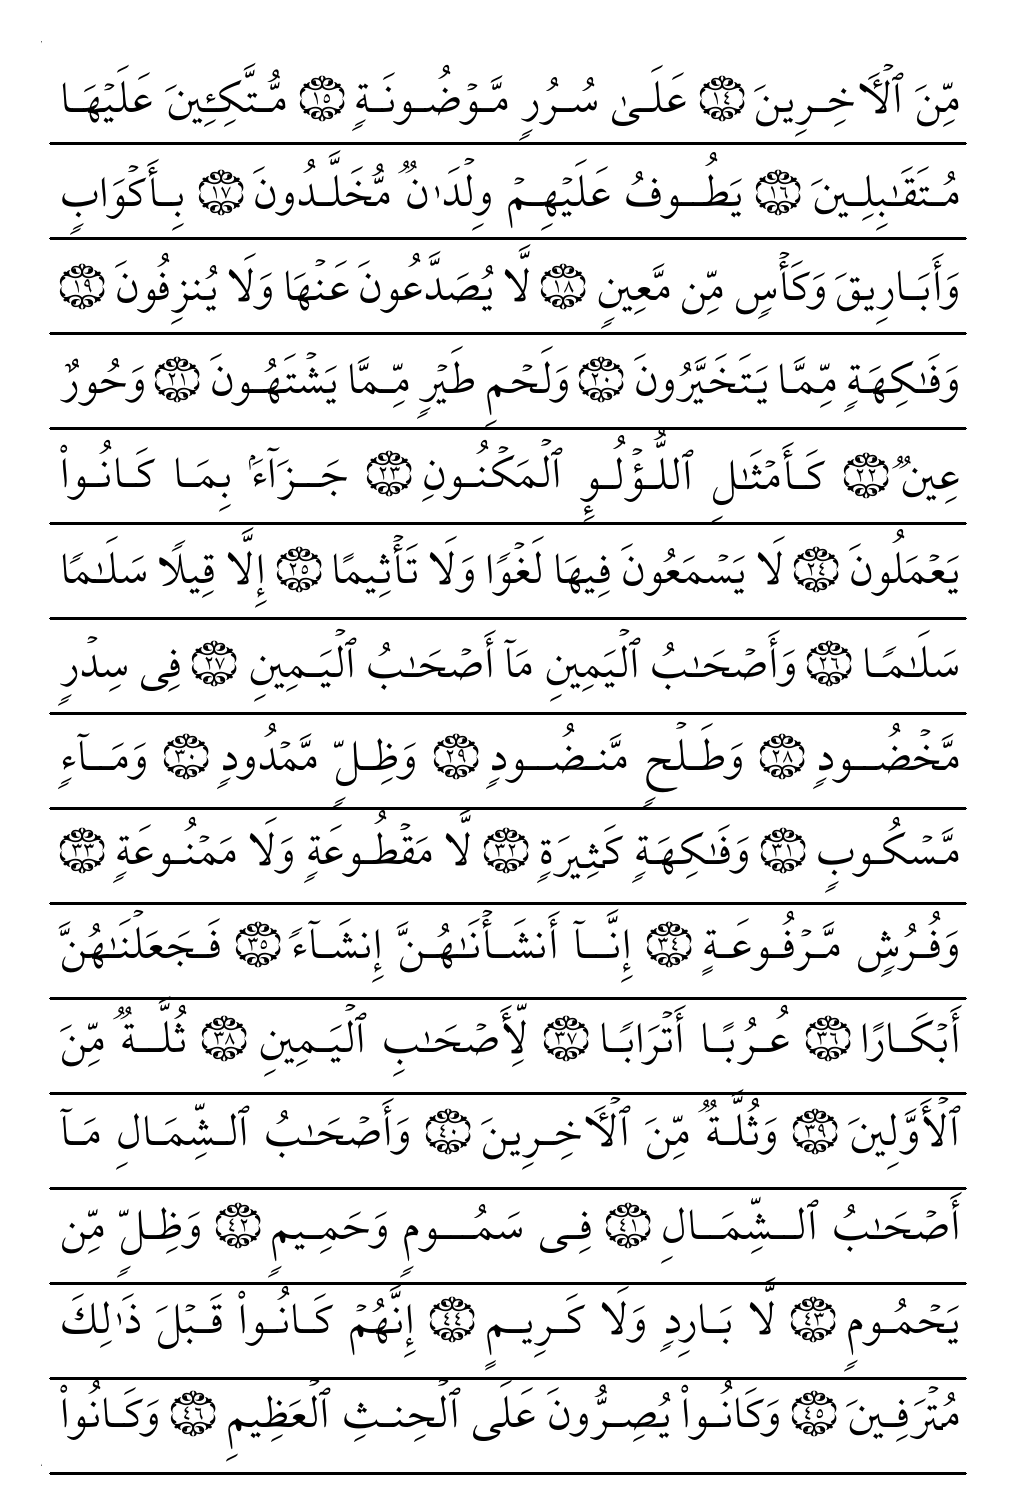 مِّنَ ٱلْأَخِرِينَ ١٤ عَلَىٰ سُرُرٍ مَّوْضُونَةٍ ١٥ مُّتَّكِـِٔينَ عَلَيْهَا
مُتَقَٰبِلِينَ ١٦ يَطُوفُ عَلَيْهِمْ وِلْدَٰنٌ مُّخَلَّدُونَ ١٧ بِأَكْوَابٍ
وَأَبَارِيقَ وَكَأْسٍ مِّن مَّعِينٍ ١٨ لَّا يُصَدَّعُونَ عَنْهَا وَلَا يُنزِفُونَ ١٩
وَفَٰكِهَةٍ مِّمَّا يَتَخَيَّرُونَ ٢٠ وَلَحْمِ طَيْرٍ مِّمَّا يَشْتَهُونَ ٢١ وَحُورٌ
عِينٌ ٢٢ كَأَمْثَٰلِ ٱللُّؤْلُوِٕ ٱلْمَكْنُونِ ٢٣ جَزَآءَۢ بِمَا كَانُوا۟
يَعْمَلُونَ ٢٤ لَا يَسْمَعُونَ فِيهَا لَغْوًا وَلَا تَأْثِيمًا ٢٥ إِلَّا قِيلًا سَلَٰمًا
سَلَٰمًا ٢٦ وَأَصْحَٰبُ ٱلْيَمِينِ مَآ أَصْحَٰبُ ٱلْيَمِينِ ٢٧ فِى سِدْرٍ
مَّخْضُودٍ ٢٨ وَطَلْحٍ مَّنضُودٍ ٢٩ وَظِلٍّ مَّمْدُودٍ ٣٠ وَمَآءٍ
مَّسْكُوبٍ ٣١ وَفَٰكِهَةٍ كَثِيرَةٍ ٣٢ لَّا مَقْطُوعَةٍ وَلَا مَمْنُوعَةٍ ٣٣
وَفُرُشٍ مَّرْفُوعَةٍ ٣٤ إِنَّآ أَنشَأْنَٰهُنَّ إِنشَآءً ٣٥ فَجَعَلْنَٰهُنَّ
أَبْكَارًا ٣٦ عُرُبًا أَتْرَابًا ٣٧ لِّأَصْحَٰبِ ٱلْيَمِينِ ٣٨ ثُلَّةٌ مِّنَ
ٱلْأَوَّلِينَ ٣٩ وَثُلَّةٌ مِّنَ ٱلْأَخِرِينَ ٤٠ وَأَصْحَٰبُ ٱلشِّمَالِ مَآ
أَصْحَٰبُ ٱلشِّمَالِ ٤١ فِى سَمُومٍ وَحَمِيمٍ ٤٢ وَظِلٍّ مِّن
يَحْمُومٍ ٤٣ لَّا بَارِدٍ وَلَا كَرِيمٍ ٤٤ إِنَّهُمْ كَانُوا۟ قَبْلَ ذَٰلِكَ
مُتْرَفِينَ ٤٥ وَكَانُوا۟ يُصِرُّونَ عَلَى ٱلْحِنثِ ٱلْعَظِيمِ ٤٦ وَكَانُوا۟